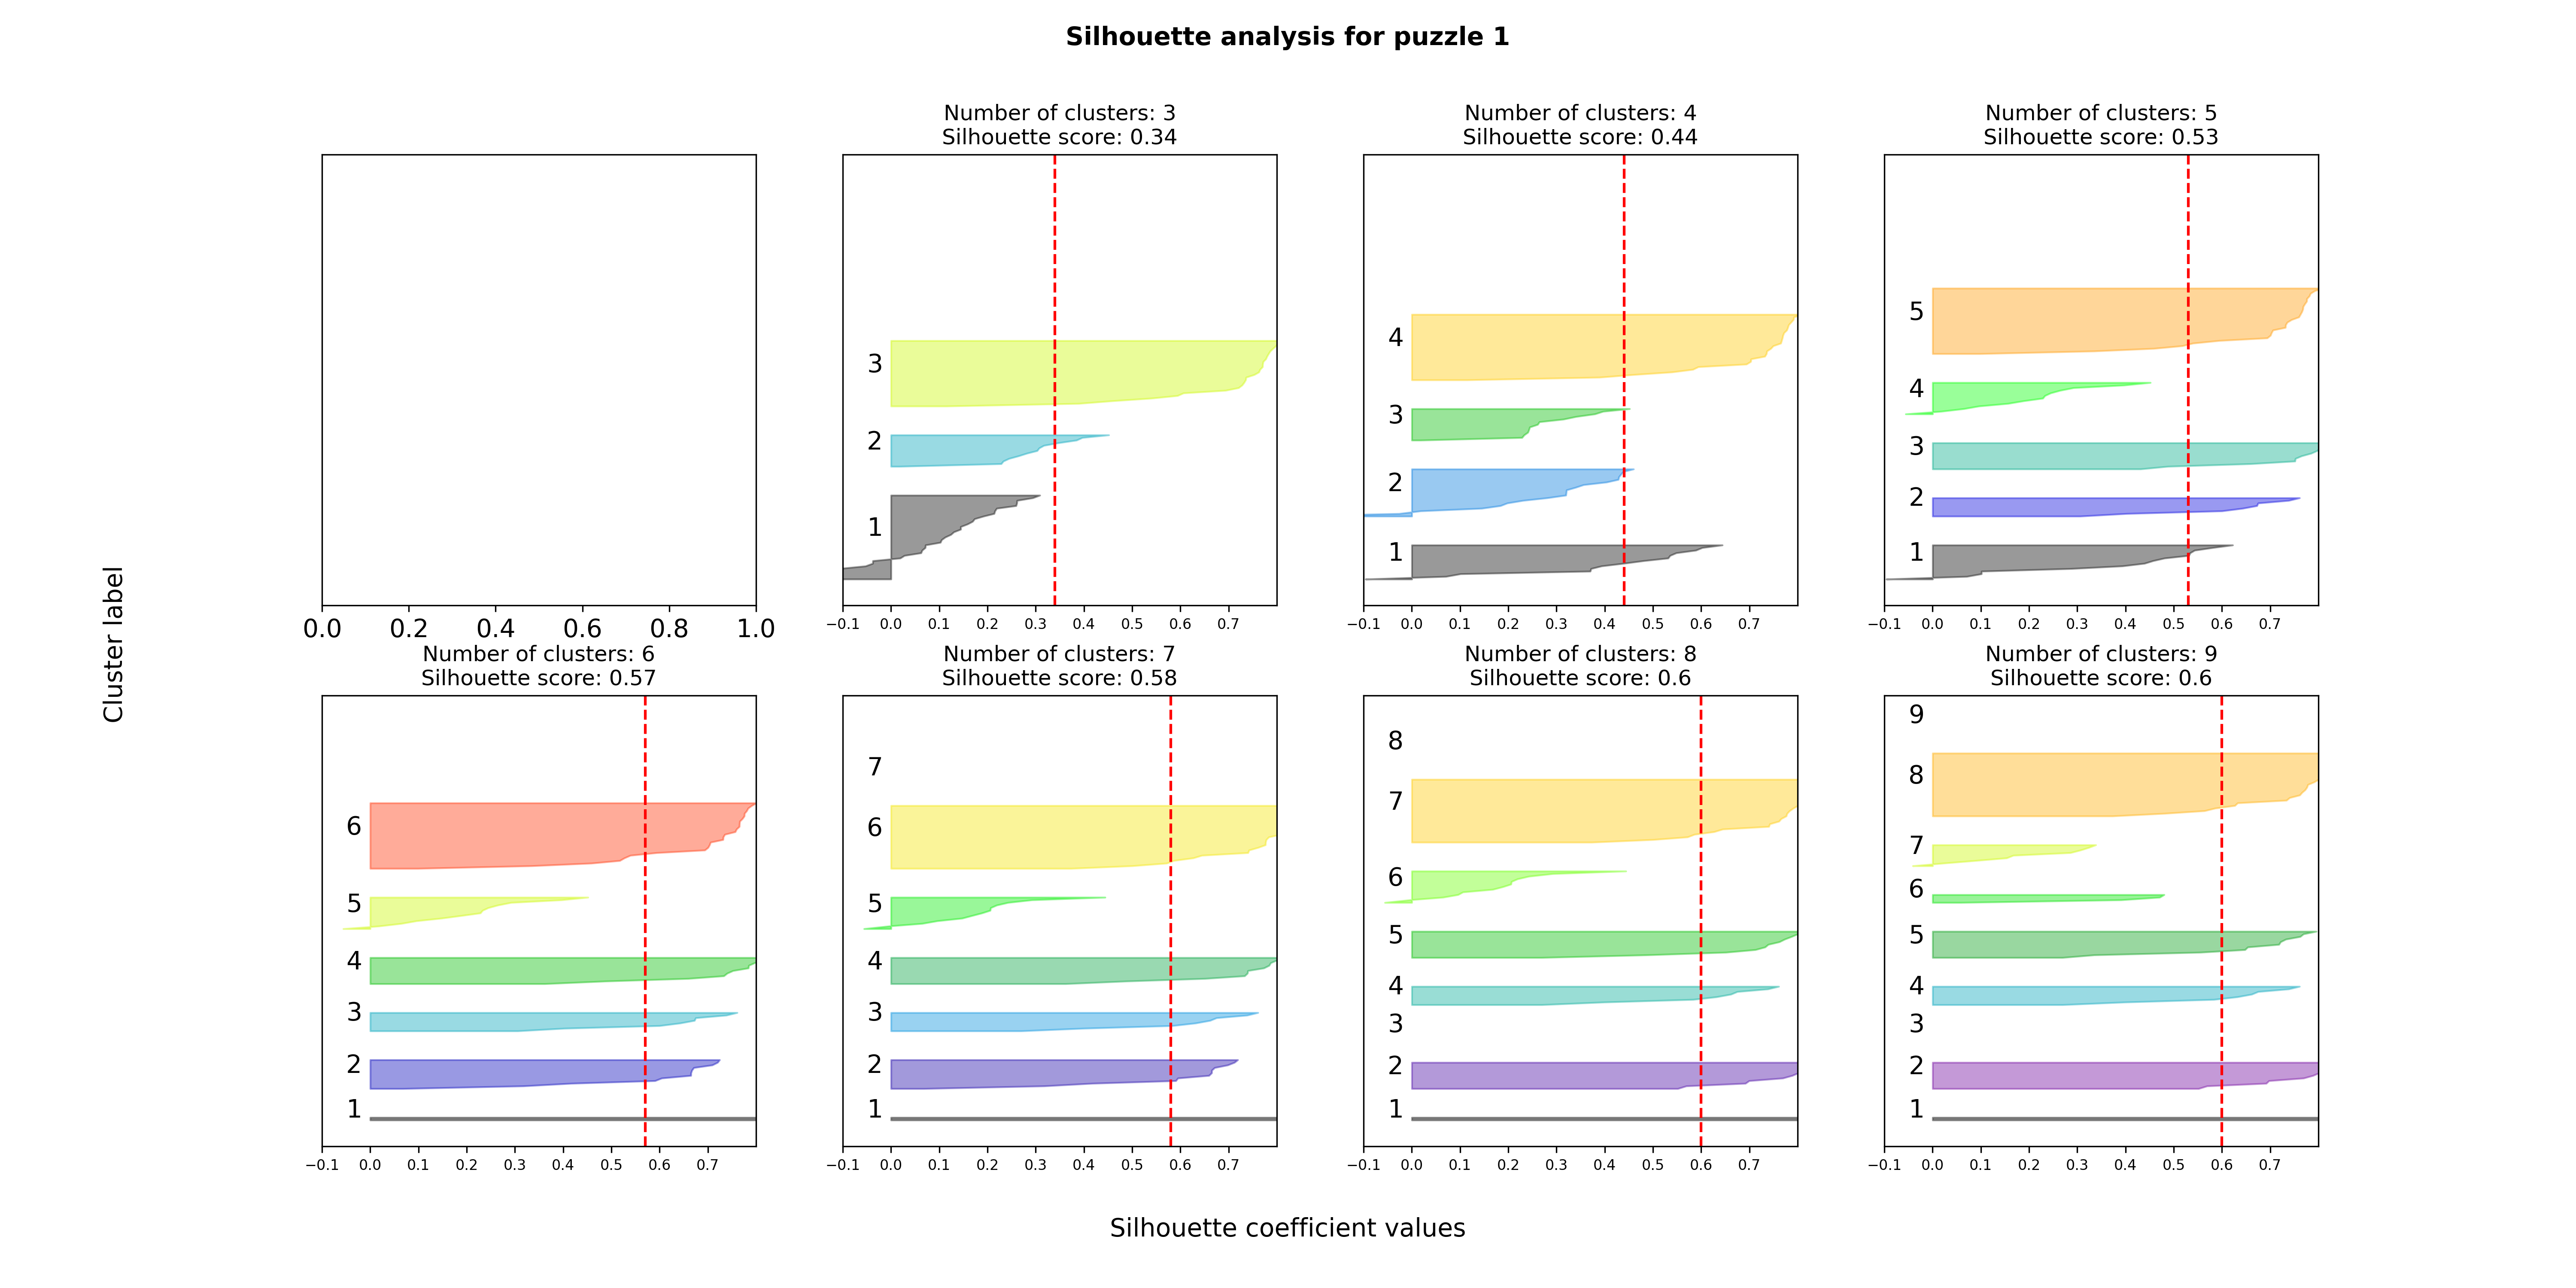 Silhouette analysis for puzzle 1
Number of clusters: 3
Silhouette score: 0.34
Number of clusters: 4
Silhouette score: 0.44
Number of clusters: 5
Silhouette score: 0.53
Cluster label
0.0 0.2 0.4 0.6 0.8 1.0
3
2
1
−0.1 0.0 0.1 0.2 0.3 0.4 0.5 0.6 0.7
4
3
2
1
−0.1 0.0 0.1 0.2 0.3 0.4 0.5 0.6 0.7
5
4
3
2
1
−0.1 0.0 0.1 0.2 0.3 0.4 0.5 0.6 0.7
Number of clusters: 6
Silhouette score: 0.57
6
5
4
3
2
1
−0.1 0.0 0.1 0.2 0.3 0.4 0.5 0.6 0.7
Number of clusters: 7
Silhouette score: 0.58
7
6
5
4
3
2
1
−0.1 0.0 0.1 0.2 0.3 0.4 0.5 0.6 0.7
Number of clusters: 8
Silhouette score: 0.6
8
7
6
5
4
3
2
1
−0.1 0.0 0.1 0.2 0.3 0.4 0.5 0.6 0.7
Number of clusters: 9
Silhouette score: 0.6
9
8
7
6
5
4
3
2
1
−0.1 0.0 0.1 0.2 0.3 0.4 0.5 0.6 0.7
Silhouette coefficient values